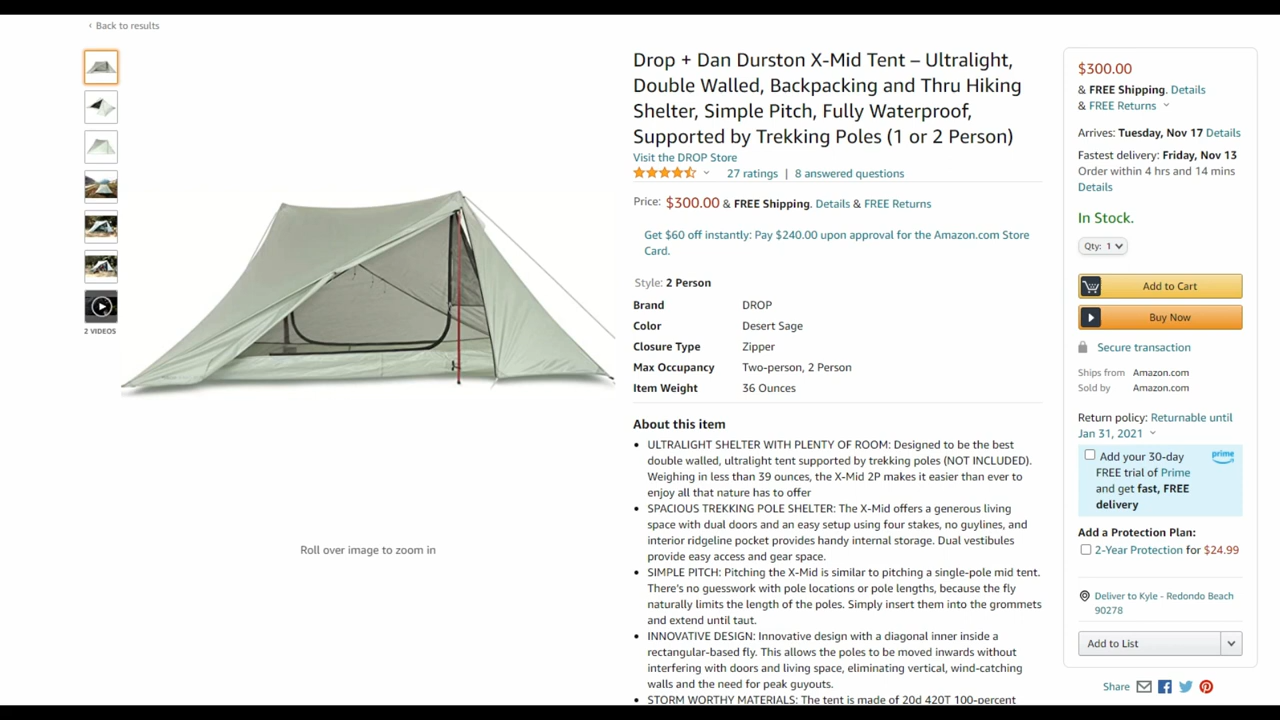 ‹ Back to results
2 VIDEOS
Roll over image to zoom in
Drop + Dan Durston X-Mid Tent – Ultralight,
Double Walled, Backpacking and Thru Hiking
Shelter, Simple Pitch, Fully Waterproof,
Supported by Trekking Poles (1 or 2 Person)
Visit the DROP Store
27 ratings | 8 answered questions
Price: $300.00 & FREE Shipping. Details & FREE Returns
Get $60 off instantly: Pay $240.00 upon approval for the Amazon.com Store
Card.
Style: 2 Person
Brand DROP
Color Desert Sage
Closure Type Zipper
Max Occupancy Two-person, 2 Person
Item Weight 36 Ounces
About this item
• ULTRALIGHT SHELTER WITH PLENTY OF ROOM: Designed to be the best
double walled, ultralight tent supported by trekking poles (NOT INCLUDED).
Weighing in less than 39 ounces, the X-Mid 2P makes it easier than ever to
enjoy all that nature has to offer
• SPACIOUS TREKKING POLE SHELTER: The X-Mid offers a generous living
space with dual doors and an easy setup using four stakes, no guylines, and
interior ridgeline pocket provides handy internal storage. Dual vestibules
provide easy access and gear space.
• SIMPLE PITCH: Pitching the X-Mid is similar to pitching a single-pole mid tent.
There's no guesswork with pole locations or pole lengths, because the fly
naturally limits the length of the poles. Simply insert them into the grommets
and extend until taut.
• INNOVATIVE DESIGN: Innovative design with a diagonal inner inside a
rectangular-based fly. This allows the poles to be moved inwards without
interfering with doors and living space, eliminating vertical, wind-catching
walls and the need for peak guyouts.
• STORM WORTHY MATERIALS: The tent is made of 20d 420T 100-percent
$300.00
& FREE Shipping. Details
& FREE Returns
Arrives: Tuesday, Nov 17 Details
Fastest delivery: Friday, Nov 13
Order within 4 hrs and 14 mins
Details
In Stock.
Qty: 1
Add to Cart
Buy Now
Secure transaction
Ships from Amazon.com
Sold by Amazon.com
Return policy: Returnable until
Jan 31, 2021
Add your 30-day prime
FREE trial of Prime
and get fast, FREE
delivery
Add a Protection Plan:
2-Year Protection for $24.99
Deliver to Kyle - Redondo Beach
90278
Add to List
Share